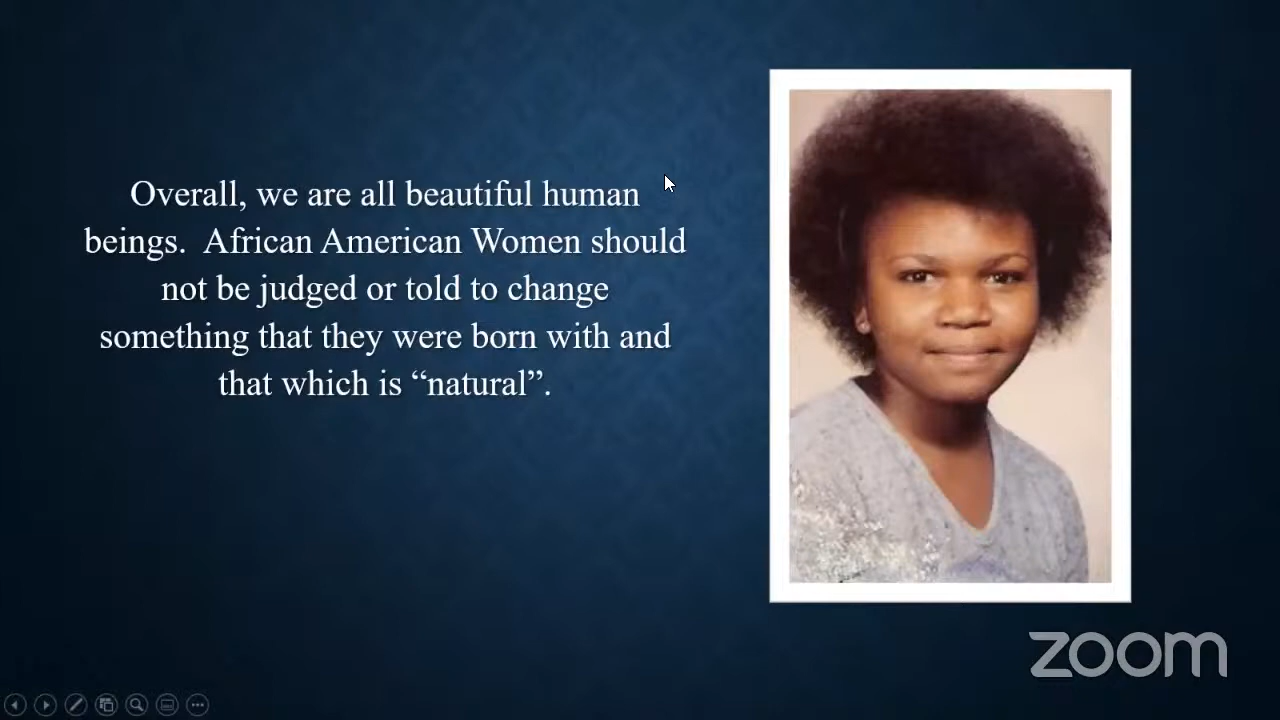 Overall, we are all beautiful human
beings.  African American Women should
not be judged or told to change
something that they were born with and
that which is “natural”.
zoom